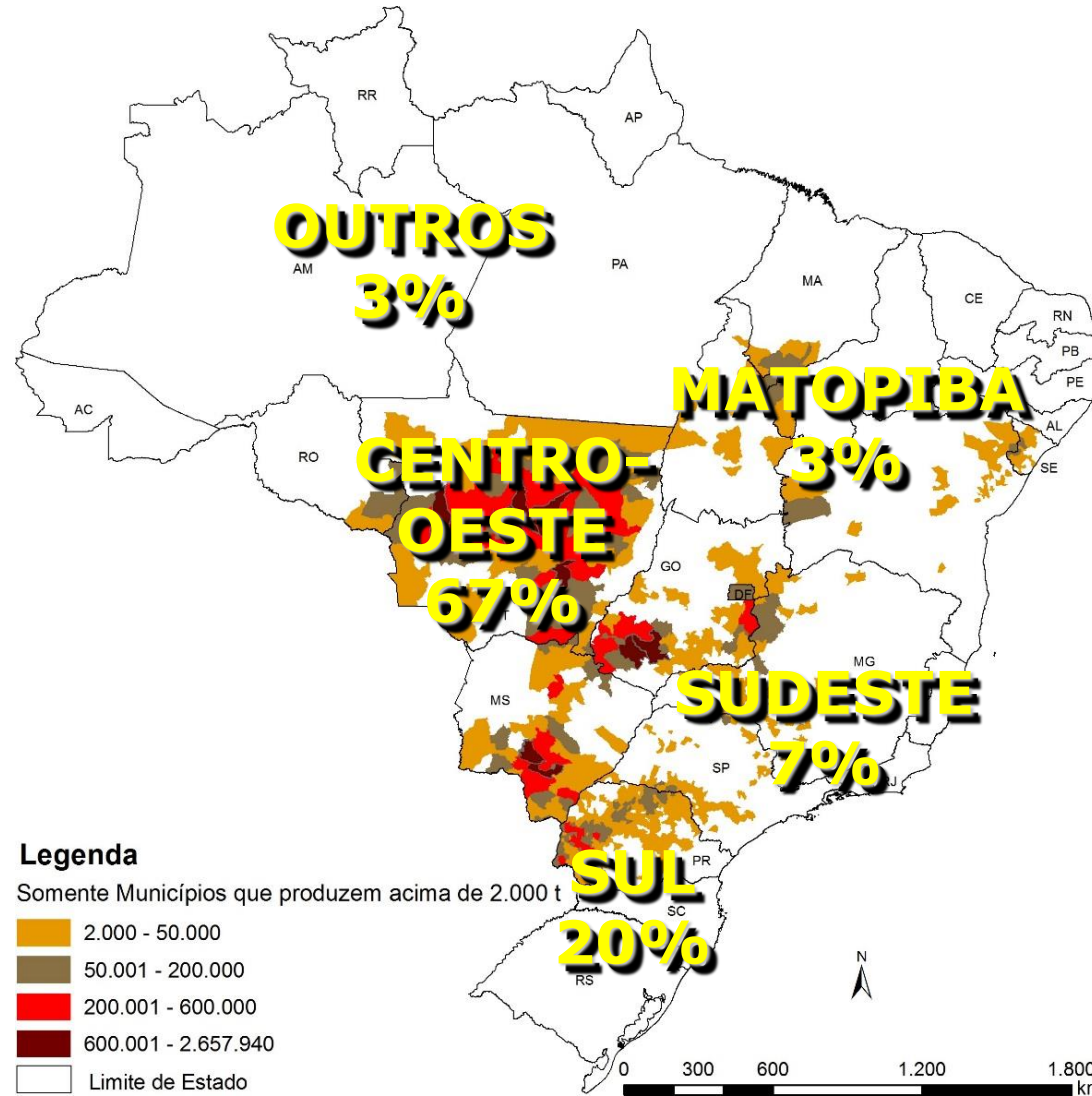 RR
AP
OUTROS
3%
AM
PA
MA
CE
RN
PB
PE
AL
SE
MATOPIBA
3%
AC
RO
CENTRO-
OESTE
67%
GO
DF
MG
MS
SUDESTE
7%
SP
RJ
PR
SUL
20%
SC
RS
N
Legenda
Somente Municípios que produzem acima de 2.000 t
2.000 - 50.000
50.001 - 200.000
200.001 - 600.000
600.001 - 2.657.940
Limite de Estado
0 300 600 1.200 1.800
km